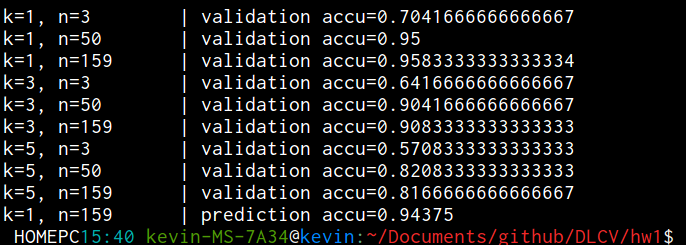 k=1, n=3 | validation accu=0.7041666666666667
k=1, n=50 | validation accu=0.95
k=1, n=159 | validation accu=0.9583333333333334
k=3, n=3 | validation accu=0.6416666666666667
k=3, n=50 | validation accu=0.9041666666666667
k=3, n=159 | validation accu=0.9083333333333333
k=5, n=3 | validation accu=0.5708333333333333
k=5, n=50 | validation accu=0.8208333333333333
k=5, n=159 | validation accu=0.8166666666666667
k=1, n=159 | prediction accu=0.94375
HOMEPC15:40 kevin-MS-7A34@kevin:~/Documents/github/DLCV/hw1$